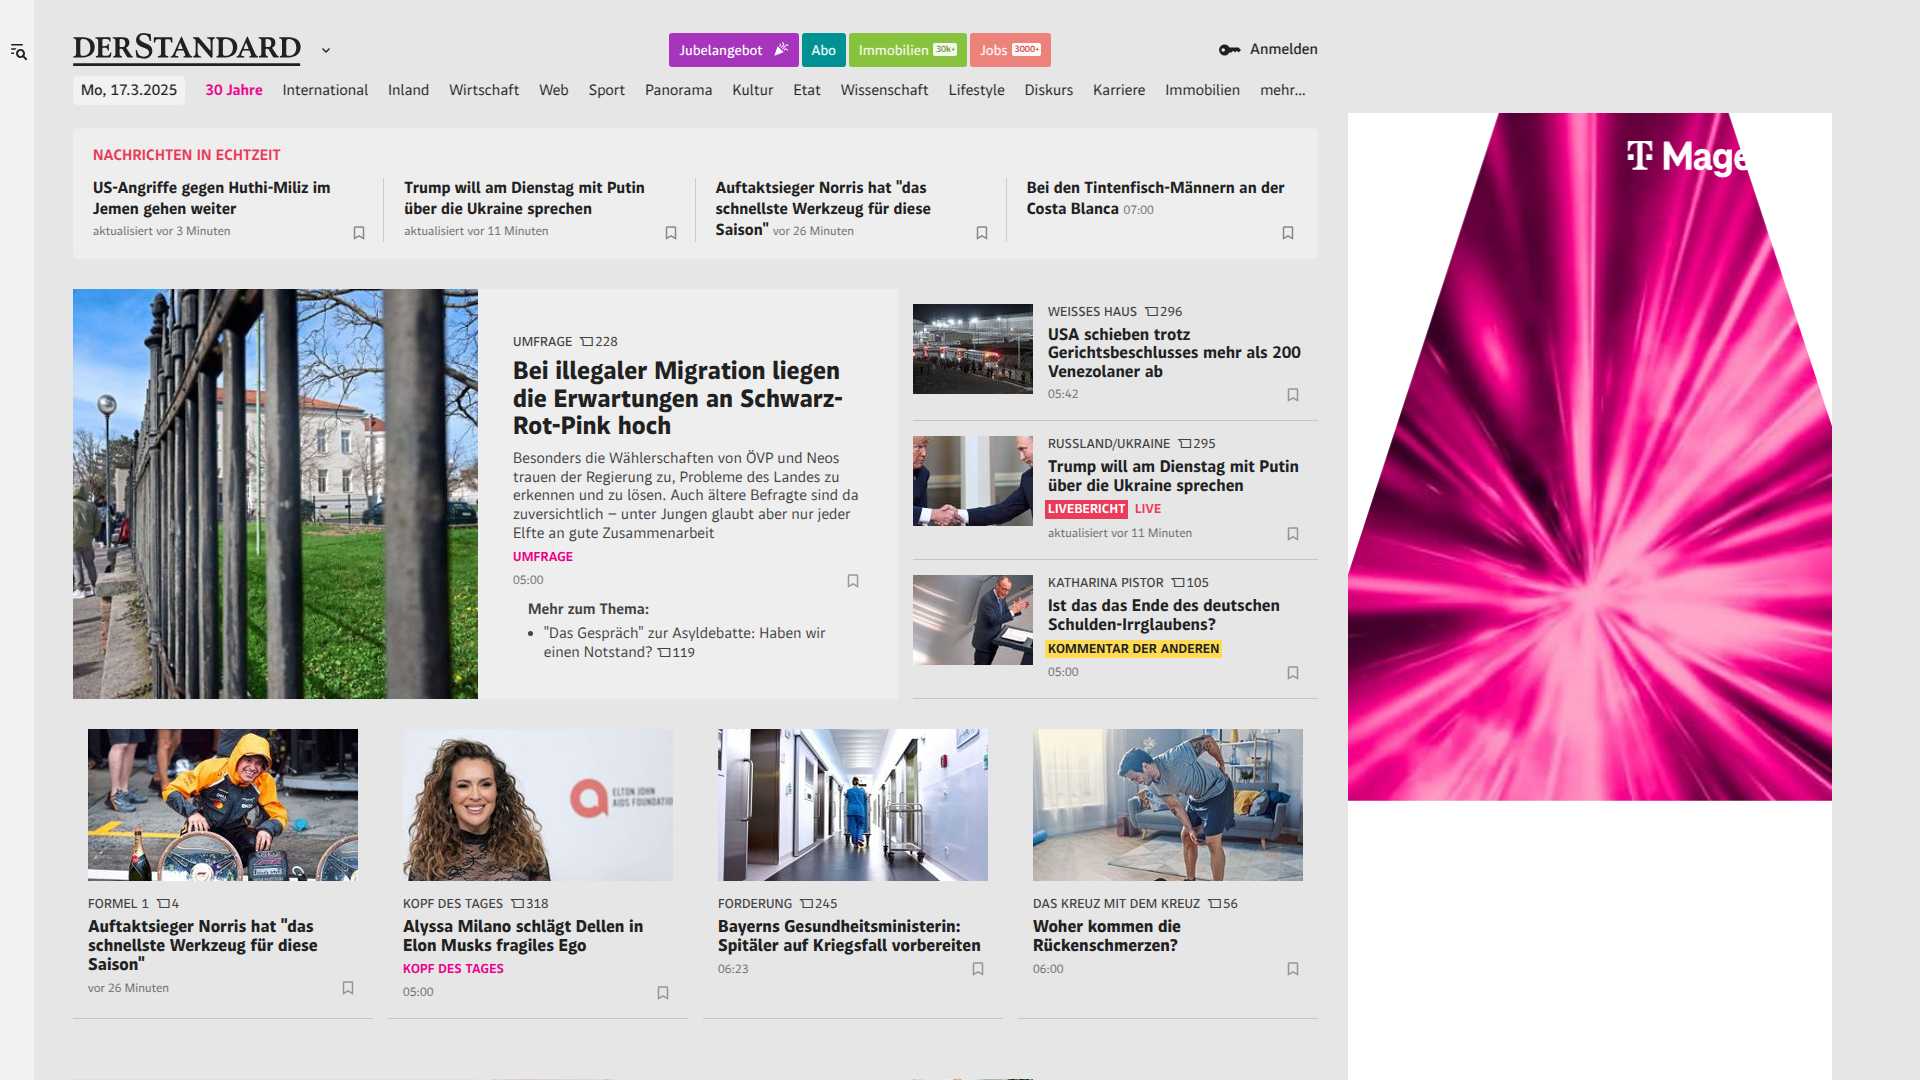 DERSTANDARD
Jubelangebot
Abo
Immobilien 30k+
Jobs 3000+
Anmelden
Mo, 17.3.2025
30 Jahre
International
Inland
Wirtschaft
Web
Sport
Panorama
Kultur
Etat
Wissenschaft
Lifestyle
Diskurs
Karriere
Immobilien
mehr...
NACHRICHTEN IN ECHTZEIT
US-Angriffe gegen Huthi-Miliz im
Jemen gehen weiter
aktualisiert vor 3 Minuten
Trump will am Dienstag mit Putin
über die Ukraine sprechen
aktualisiert vor 11 Minuten
Auftaktsieger Norris hat "das
schnellste Werkzeug für diese
Saison" vor 26 Minuten
Bei den Tintenfisch-Männern an der
Costa Blanca 07:00
T Mage
UMFRAGE 228
Bei illegaler Migration liegen
die Erwartungen an Schwarz-
Rot-Pink hoch
Besonders die Wählerschaften von ÖVP und Neos
trauen der Regierung zu, Probleme des Landes zu
erkennen und zu lösen. Auch ältere Befragte sind da
zuversichtlich – unter Jungen glaubt aber nur jeder
Elfte an gute Zusammenarbeit
UMFRAGE
05:00
Mehr zum Thema:
• "Das Gespräch" zur Asyldebatte: Haben wir
einen Notstand? 119
WEISSES HAUS 296
USA schieben trotz
Gerichtsbeschlusses mehr als 200
Venezolaner ab
05:42
RUSSLAND/UKRAINE 295
Trump will am Dienstag mit Putin
über die Ukraine sprechen
LIVEBERICHT LIVE
aktualisiert vor 11 Minuten
KATHARINA PISTOR 105
Ist das das Ende des deutschen
Schulden-Irrglaubens?
KOMMENTAR DER ANDEREN
05:00
FORMEL 1 4
Auftaktsieger Norris hat "das
schnellste Werkzeug für diese
Saison"
vor 26 Minuten
ELTON JOHN
AIDS FOUNDATIO
KOPF DES TAGES 318
Alyssa Milano schlägt Dellen in
Elon Musks fragiles Ego
KOPF DES TAGES
05:00
FORDERUNG 245
Bayerns Gesundheitsministerin:
Spitäler auf Kriegsfall vorbereiten
06:23
DAS KREUZ MIT DEM KREUZ 56
Woher kommen die
Rückenschmerzen?
06:00